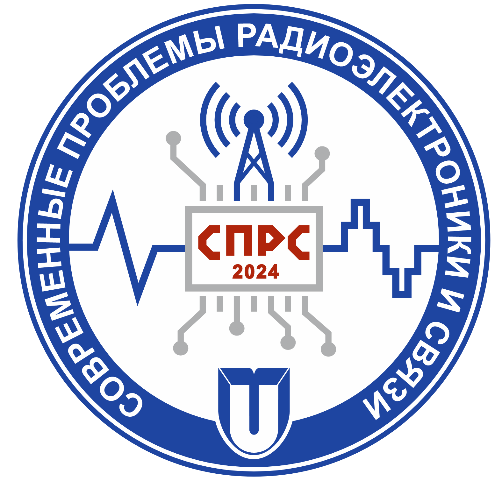 СОВРЕМЕННЫЕ ПРОБЛЕМЫ РАДИОЭЛЕКТРОНИКИ И СВЯЗИ
СПРС
2024